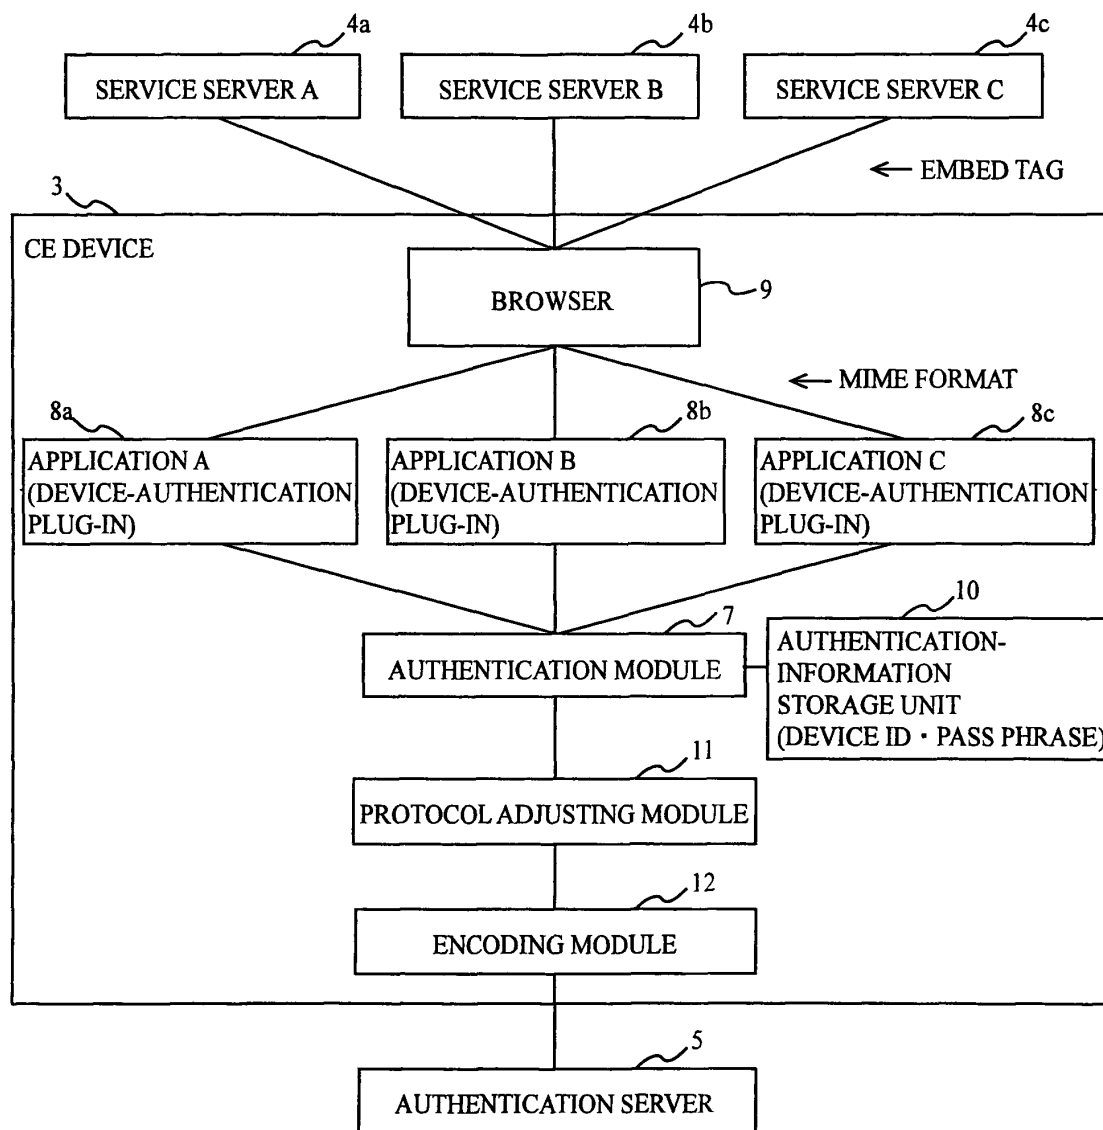 4a
4b
4c
SERVICE SERVER A
SERVICE SERVER B
SERVICE SERVER C
← EMBED TAG
3
CE DEVICE
BROWSER
9
← MIME FORMAT
8a
8b
8c
APPLICATION A
(DEVICE-AUTHENTICATION
PLUG-IN)
APPLICATION B
(DEVICE-AUTHENTICATION
PLUG-IN)
APPLICATION C
(DEVICE-AUTHENTICATION
PLUG-IN)
7
AUTHENTICATION MODULE
10
AUTHENTICATION-
INFORMATION
STORAGE UNIT
(DEVICE ID・PASS PHRASE)
11
PROTOCOL ADJUSTING MODULE
12
ENCODING MODULE
5
AUTHENTICATION SERVER